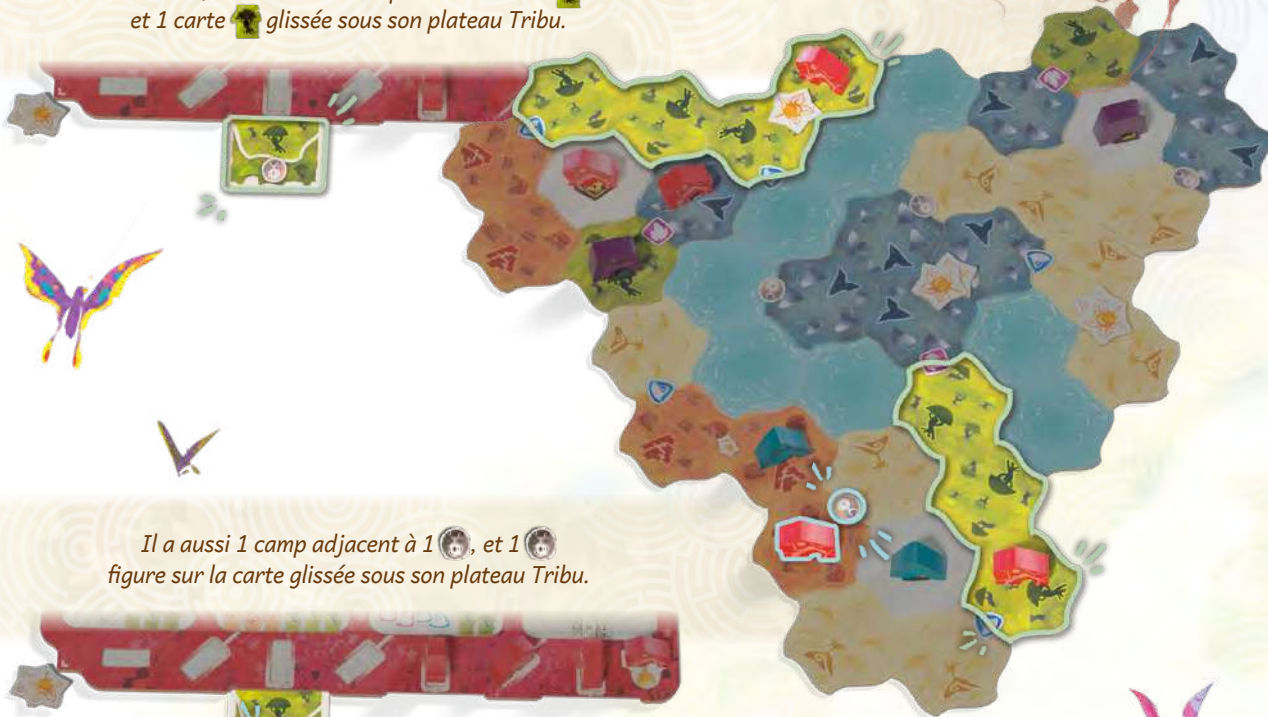 et 1 carte glissée sous son plateau Tribu.
Il a aussi 1 camp adjacent à 1 , et 1
figure sur la carte glissée sous son plateau Tribu.